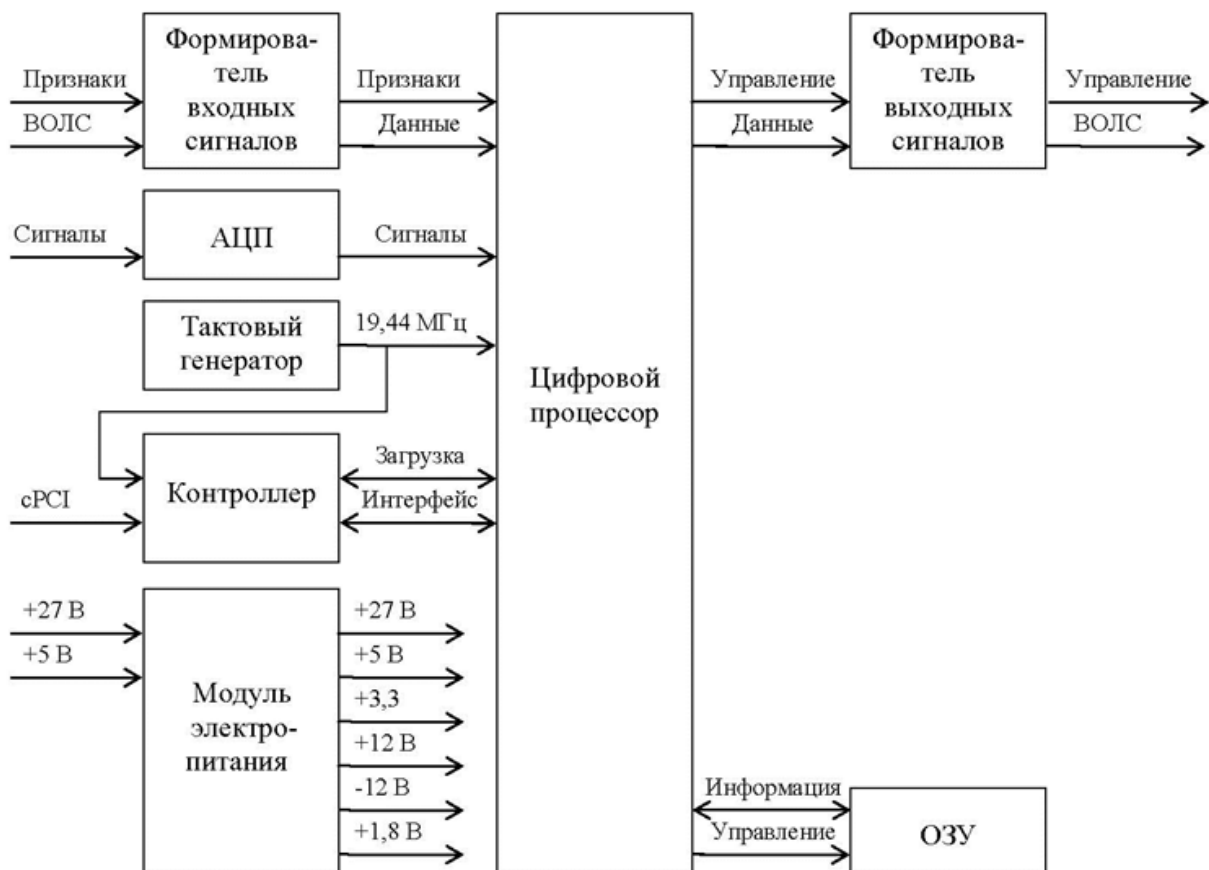 Формирова-
тель
входных
сигналов
Признаки
ВОЛС
Признаки
Данные
Управление
Данные
Формирова-
тель
выходных
сигналов
Управление
ВОЛС
Сигналы
АЦП
Сигналы
Тактовый
генератор
19,44 МГц
Цифровой
процессор
cPCI
Контроллер
Загрузка
Интерфейс
+27 В
+5 В
Модуль
электро-
питания
+27 В
+5 В
+3,3
+12 В
-12 В
+1,8 В
Информация
Управление
ОЗУ